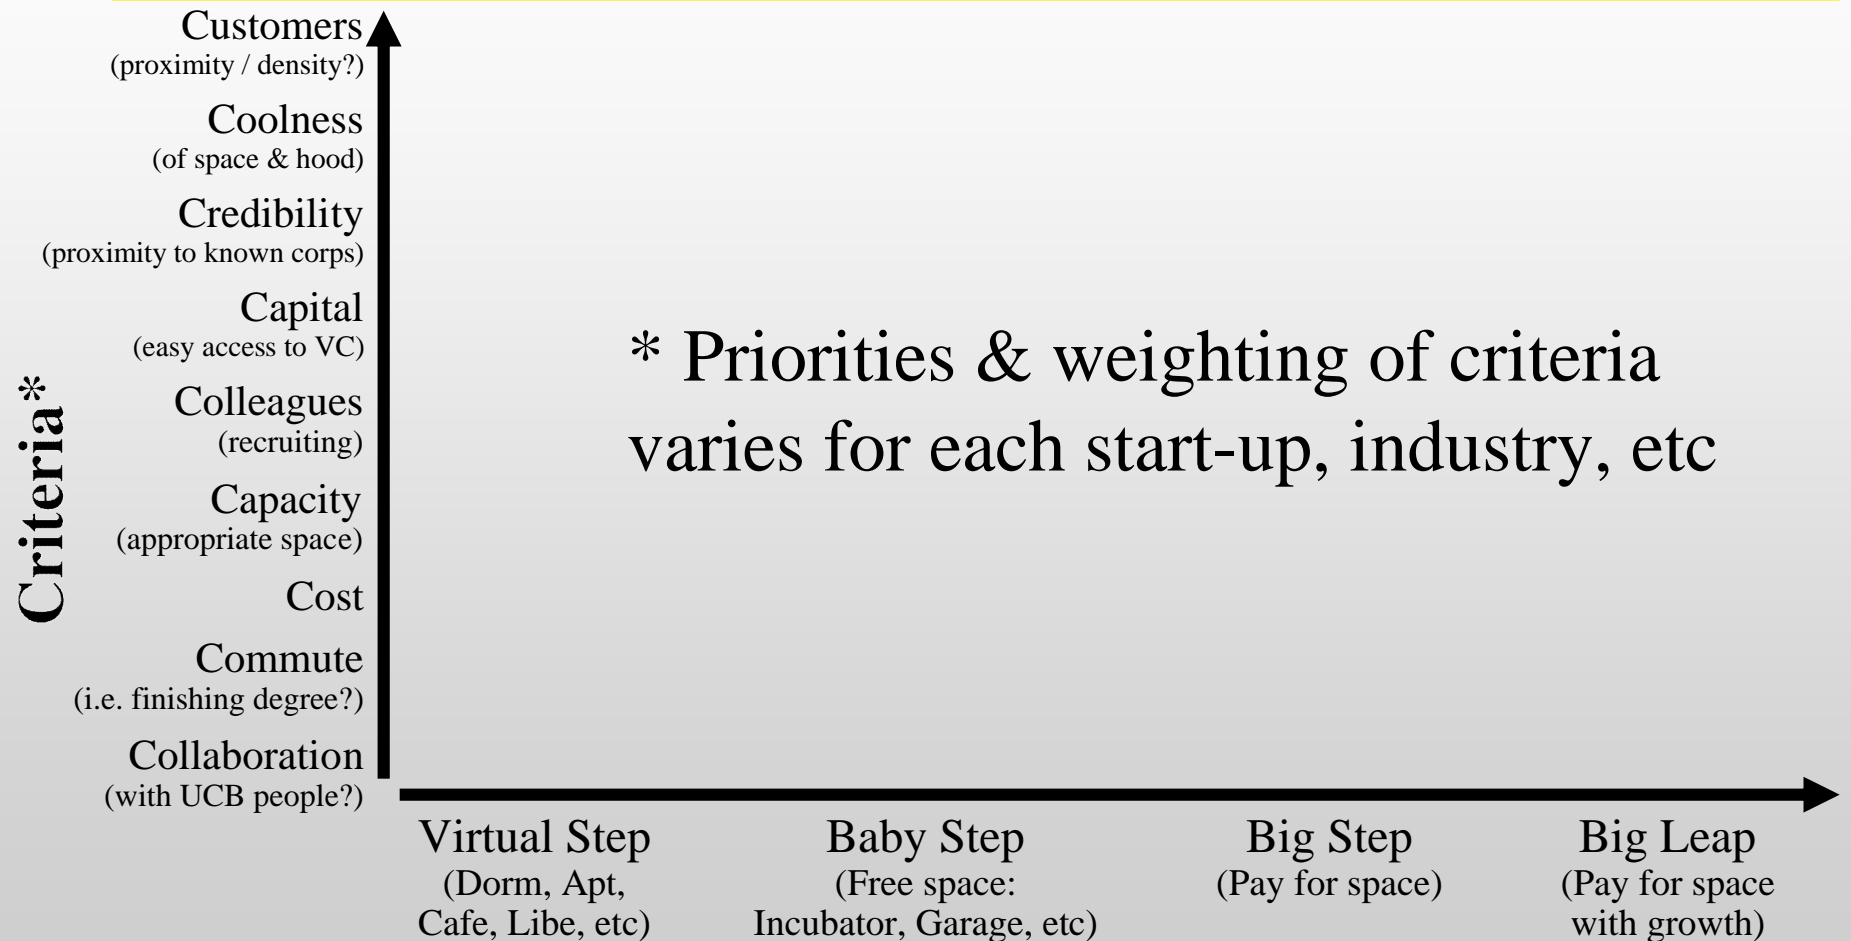 Customers
(proximity / density?)
Coolness
(of space & hood)
Credibility
(proximity to known corps)
Capital
(easy access to VC)
Colleagues
(recruiting)
Capacity
(appropriate space)
Cost
Commute
(i.e. finishing degree?)
Collaboration
(with UCB people?)
Criteria*
* Priorities & weighting of criteria
varies for each start-up, industry, etc
Virtual Step
(Dorm, Apt,
Cafe, Libe, etc)
Baby Step
(Free space:
Incubator, Garage, etc)
Big Step
(Pay for space)
Big Leap
(Pay for space
with growth)